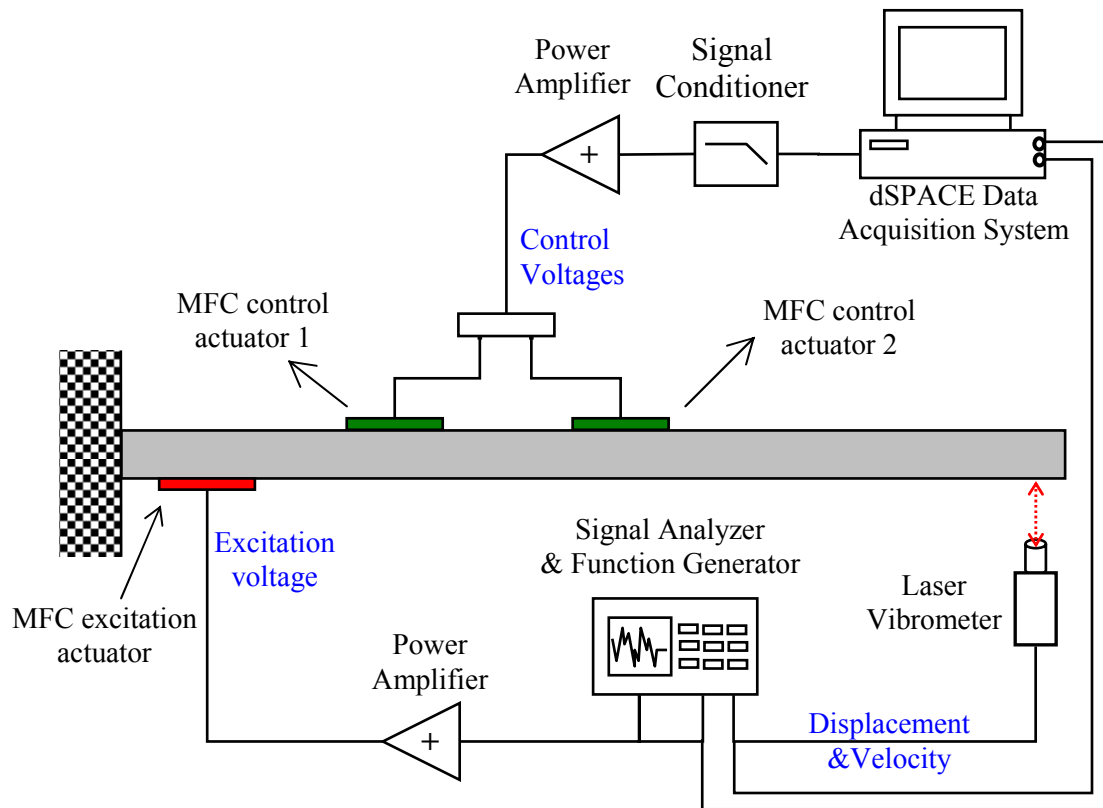 Power
Amplifier
Signal
Conditioner
dSPACE Data
Acquisition System
Control
Voltages
MFC control
actuator 1
MFC control
actuator 2
Excitation
voltage
MFC excitation
actuator
Signal Analyzer
& Function Generator
Laser
Vibrometer
Power
Amplifier
Displacement
&Velocity
+
+